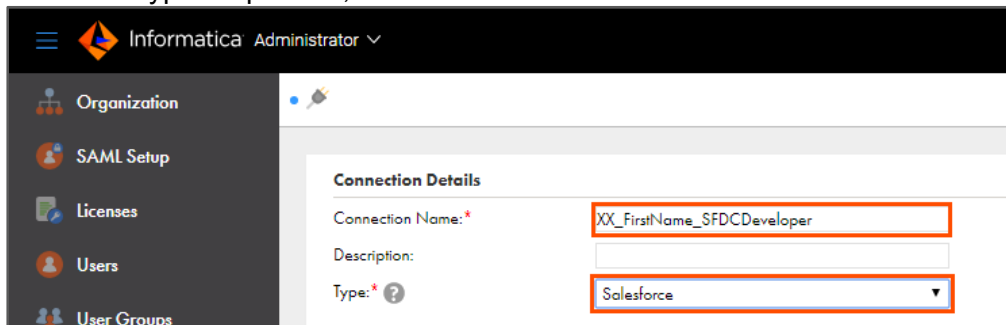 Informatica Administrator
Organization
SAML Setup
Connection Details
Licenses
Connection Name:* XX_FirstName_SFDCDeveloper
Description:
Users
Type:* ? Salesforce
User Groups